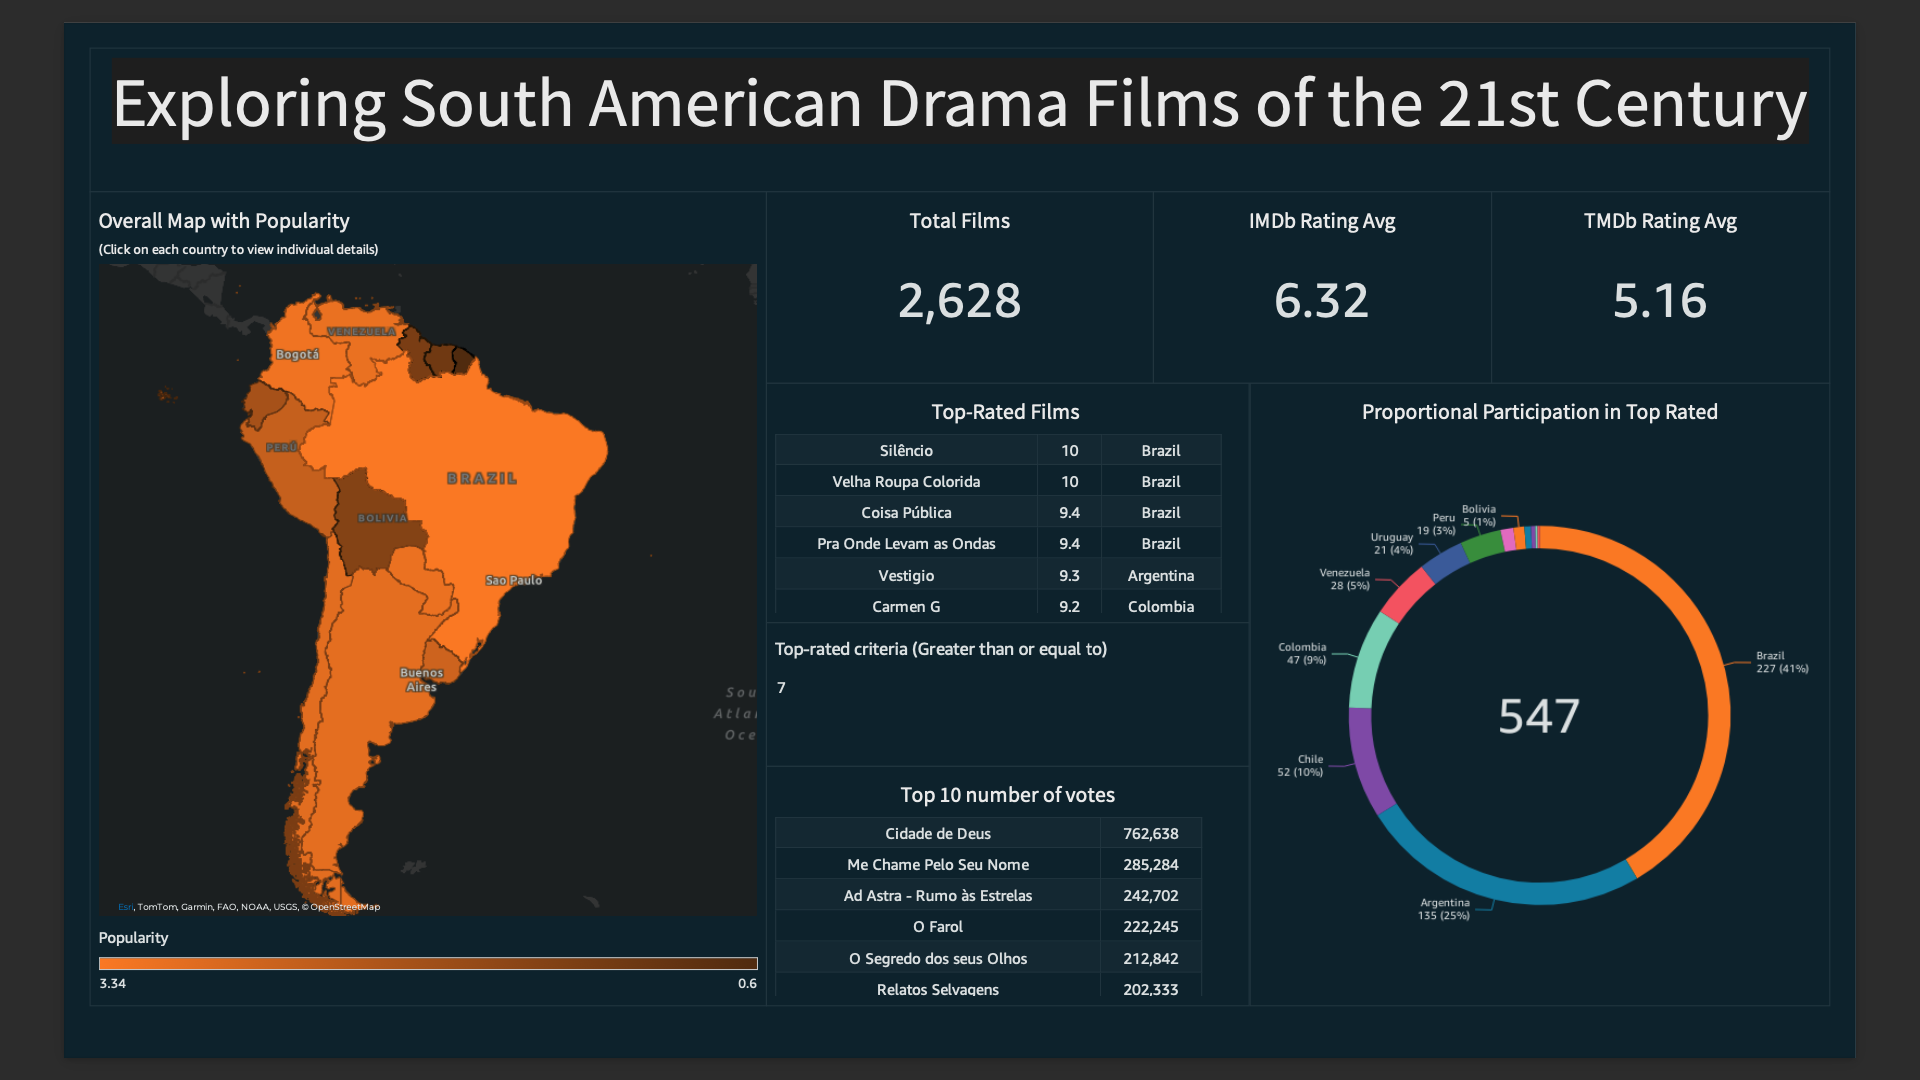 Exploring South American Drama Films of the 21st Century
Overall Map with Popularity
(Click on each country to view individual details)
VENEZUELA
Bogotá
PERÚ
BRAZIL
BOLIVIA
Sao Paulo
Buenos
Aires
Esri, TomTom, Garmin, FAO, NOAA, USGS, © OpenStreetMap
Popularity
3.34
0.6
Total Films
2,628
IMDb Rating Avg
6.32
TMDb Rating Avg
5.16
Top-Rated Films
Silêncio 10 Brazil
Velha Roupa Colorida 10 Brazil
Coisa Pública 9.4 Brazil
Pra Onde Levam as Ondas 9.4 Brazil
Vestigio 9.3 Argentina
Carmen G 9.2 Colombia
Top-rated criteria (Greater than or equal to)
7
Top 10 number of votes
Cidade de Deus 762,638
Me Chame Pelo Seu Nome 285,284
Ad Astra - Rumo às Estrelas 242,702
O Farol 222,245
O Segredo dos seus Olhos 212,842
Relatos Selvagens 202,333
Proportional Participation in Top Rated
Bolivia
5 (1%)
Peru
19 (3%)
Uruguay
21 (4%)
Venezuela
28 (5%)
Colombia
47 (9%)
Chile
52 (10%)
Argentina
135 (25%)
Brazil
227 (41%)
547